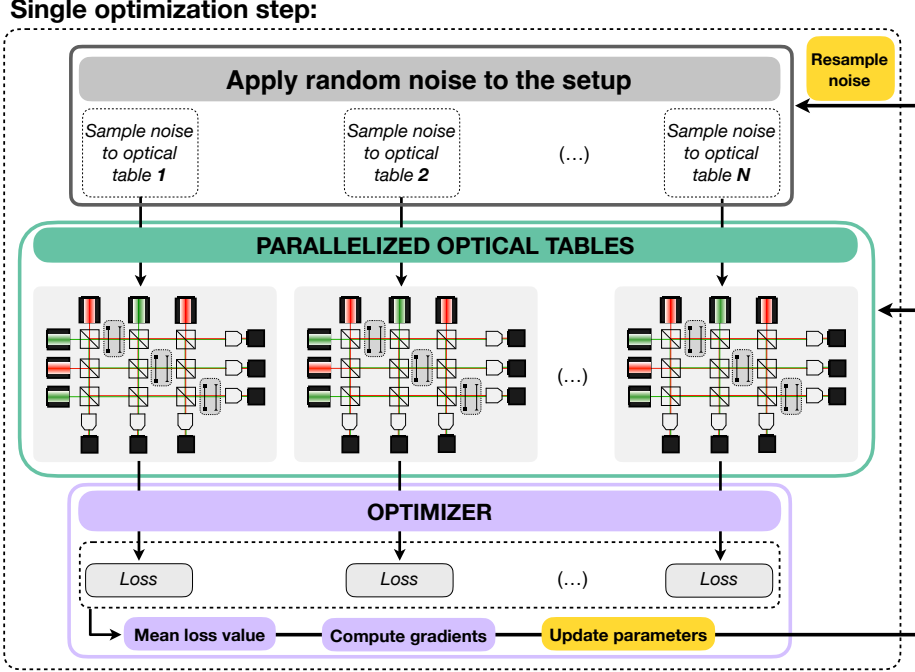 Single optimization step:
Resample
noise
Apply random noise to the setup
Sample noise
to optical
table 1
Sample noise
to optical
table 2
(...)
Sample noise
to optical
table N
PARALLELIZED OPTICAL TABLES
(...)
OPTIMIZER
Loss
Loss
(...)
Loss
Mean loss value
Compute gradients
Update parameters